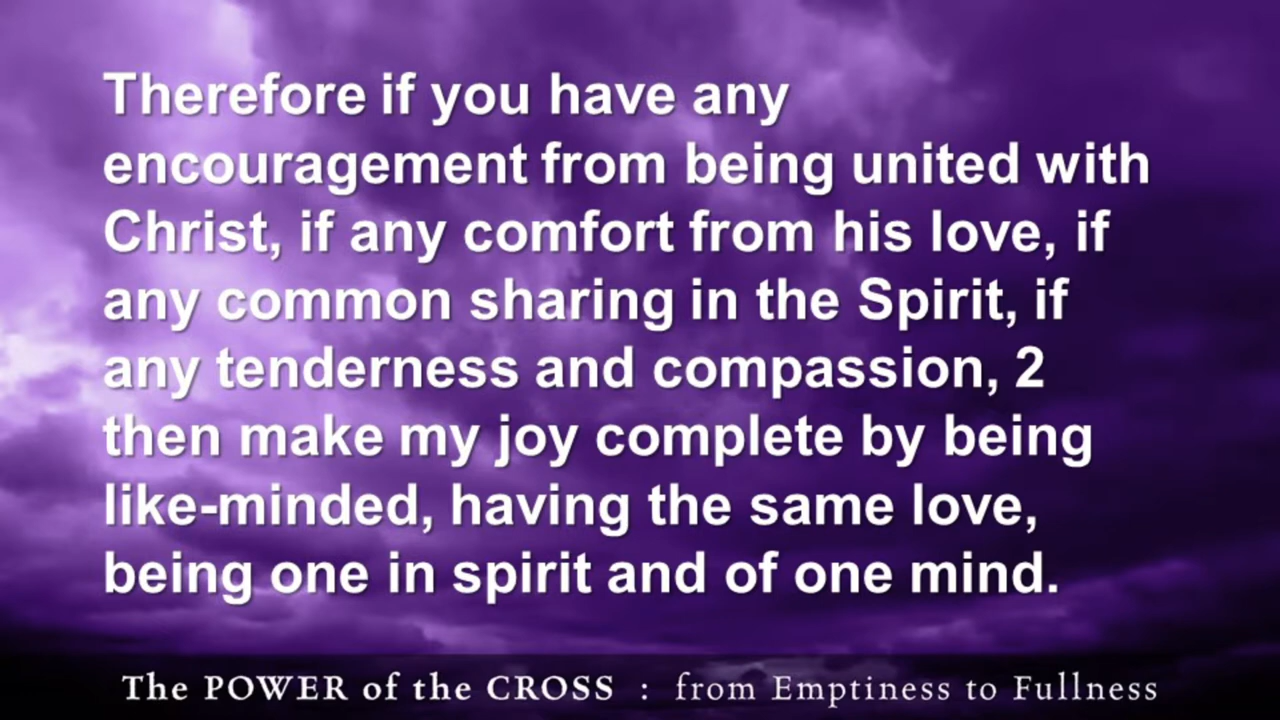 Therefore if you have any
encouragement from being united with
Christ, if any comfort from his love, if
any common sharing in the Spirit, if
any tenderness and compassion, 2
then make my joy complete by being
like-minded, having the same love,
being one in spirit and of one mind.
The POWER of the CROSS : from Emptiness to Fullness